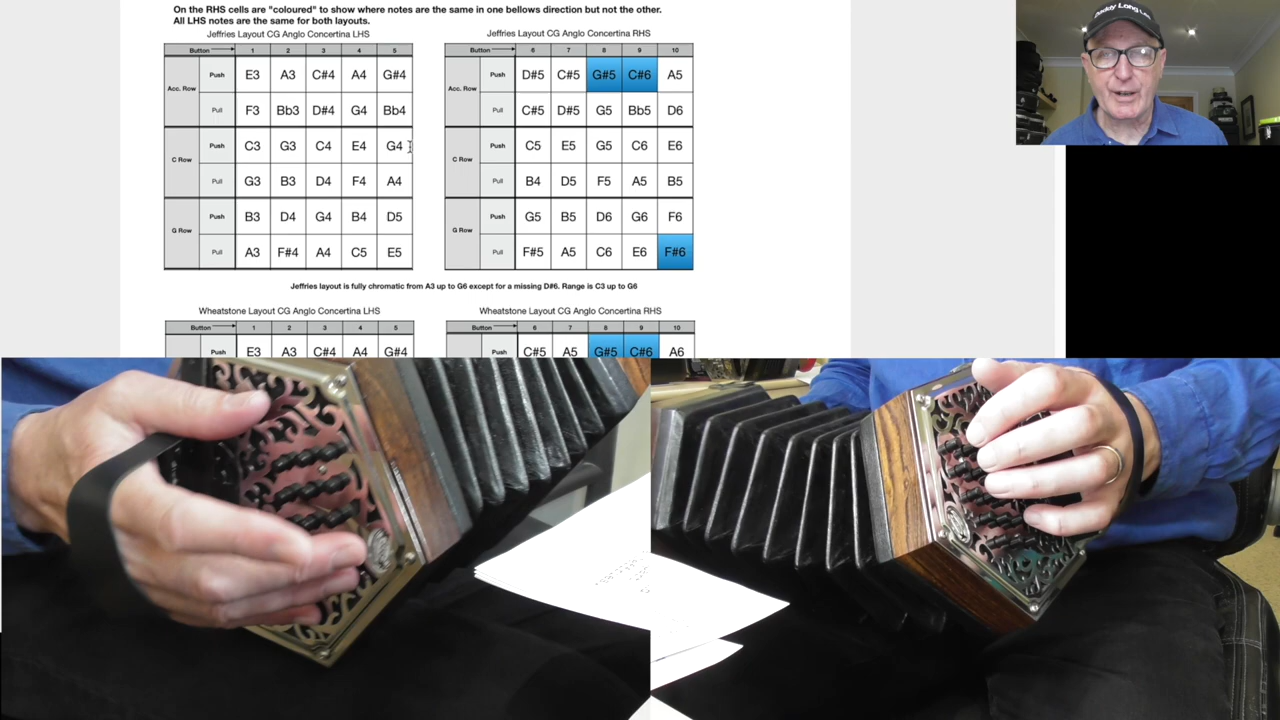 On the RHS cells are "coloured" to show where notes are the same in one bellows direction but not the other.
All LHS notes are the same for both layouts.
Jeffries Layout CG Anglo Concertina LHS
Button 1 2 3 4 5
Acc. Row
Push E3 A3 C#4 A4 G#4
Pull F3 Bb3 D#4 G4 Bb4
C Row
Push C3 G3 C4 E4 G4
Pull G3 B3 D4 F4 A4
G Row
Push B3 D4 G4 B4 D5
Pull A3 F#4 A4 C5 E5
Jeffries Layout CG Anglo Concertina RHS
Button 6 7 8 9 10
Acc. Row
Push D#5 C#5 G#5 C#6 A5
Pull C#5 D#5 G5 Bb5 D6
C Row
Push C5 E5 G5 C6 E6
Pull B4 D5 F5 A5 B5
G Row
Push G5 B5 D6 G6 F6
Pull F#5 A5 C6 E6 F#6
Jeffries layout is fully chromatic from A3 up to G6 except for a missing D#6. Range is C3 up to G6
Wheatstone Layout CG Anglo Concertina LHS
Button 1 2 3 4 5
Push E3 A3 C#4 A4 G#4
Wheatstone Layout CG Anglo Concertina RHS
Button 6 7 8 9 10
Push C#5 A5 G#5 C#6 A6
Daddy Long